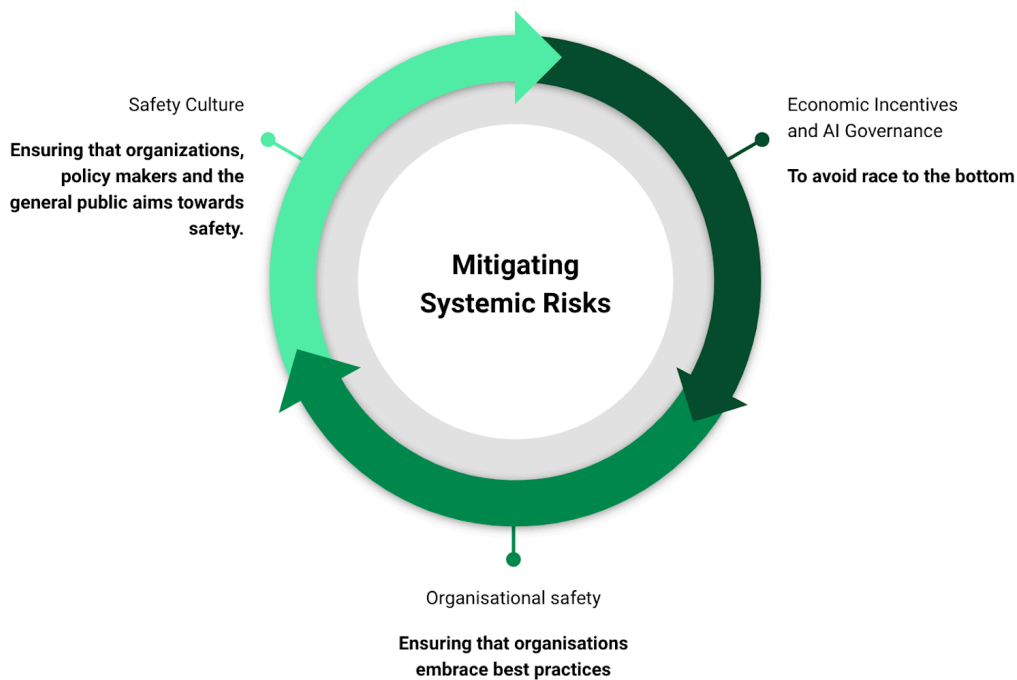 Safety Culture
Ensuring that organizations,
policy makers and the
general public aims towards
safety.
Economic Incentives
and AI Governance
To avoid race to the bottom
Mitigating
Systemic Risks
Organisational safety
Ensuring that organisations
embrace best practices